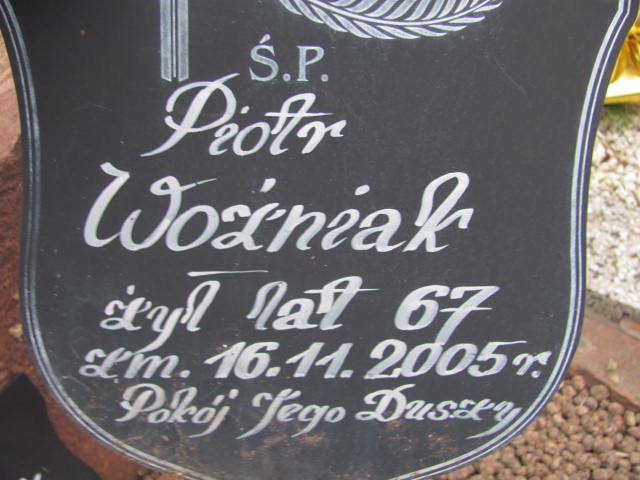 Ś.P.
Piotr
Woźniak
żył lat 67
zm. 16.11.2005 r.
Pokój Jego Duszy